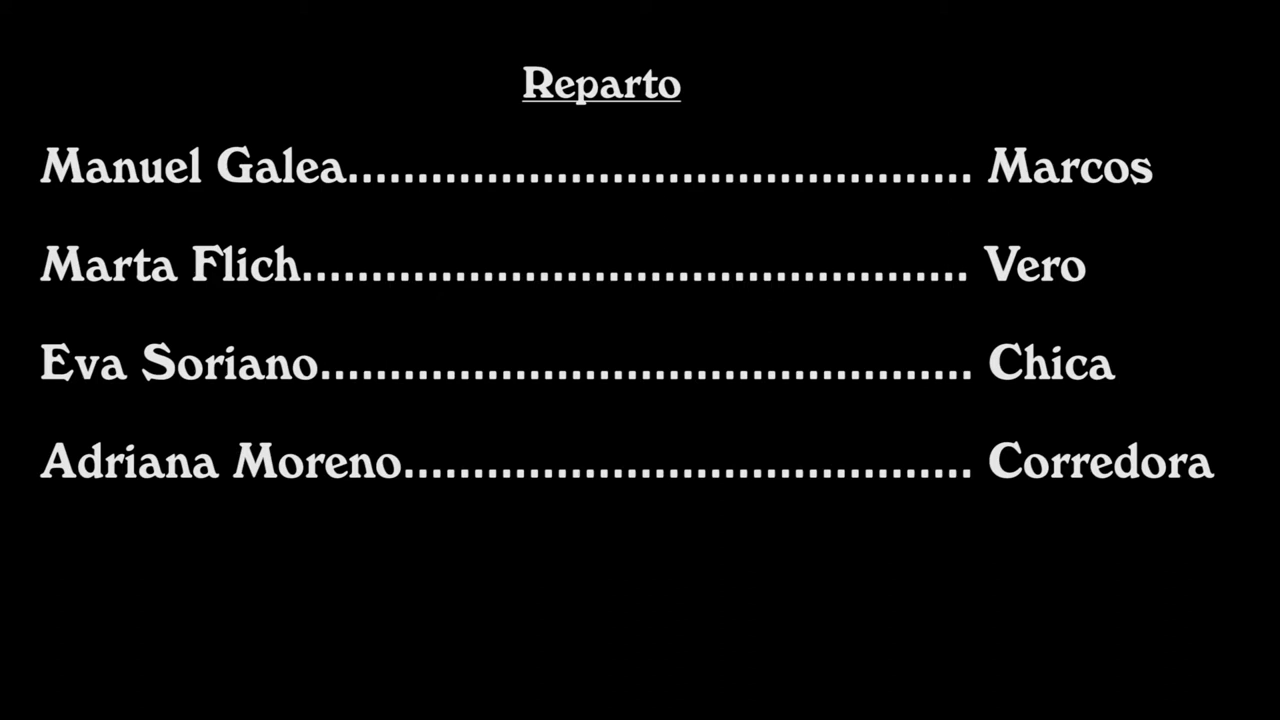 Reparto
Manuel Galea.............................................. Marcos
Marta Flich................................................ Vero
Eva Soriano................................................ Chica
Adriana Moreno.......................................... Corredora